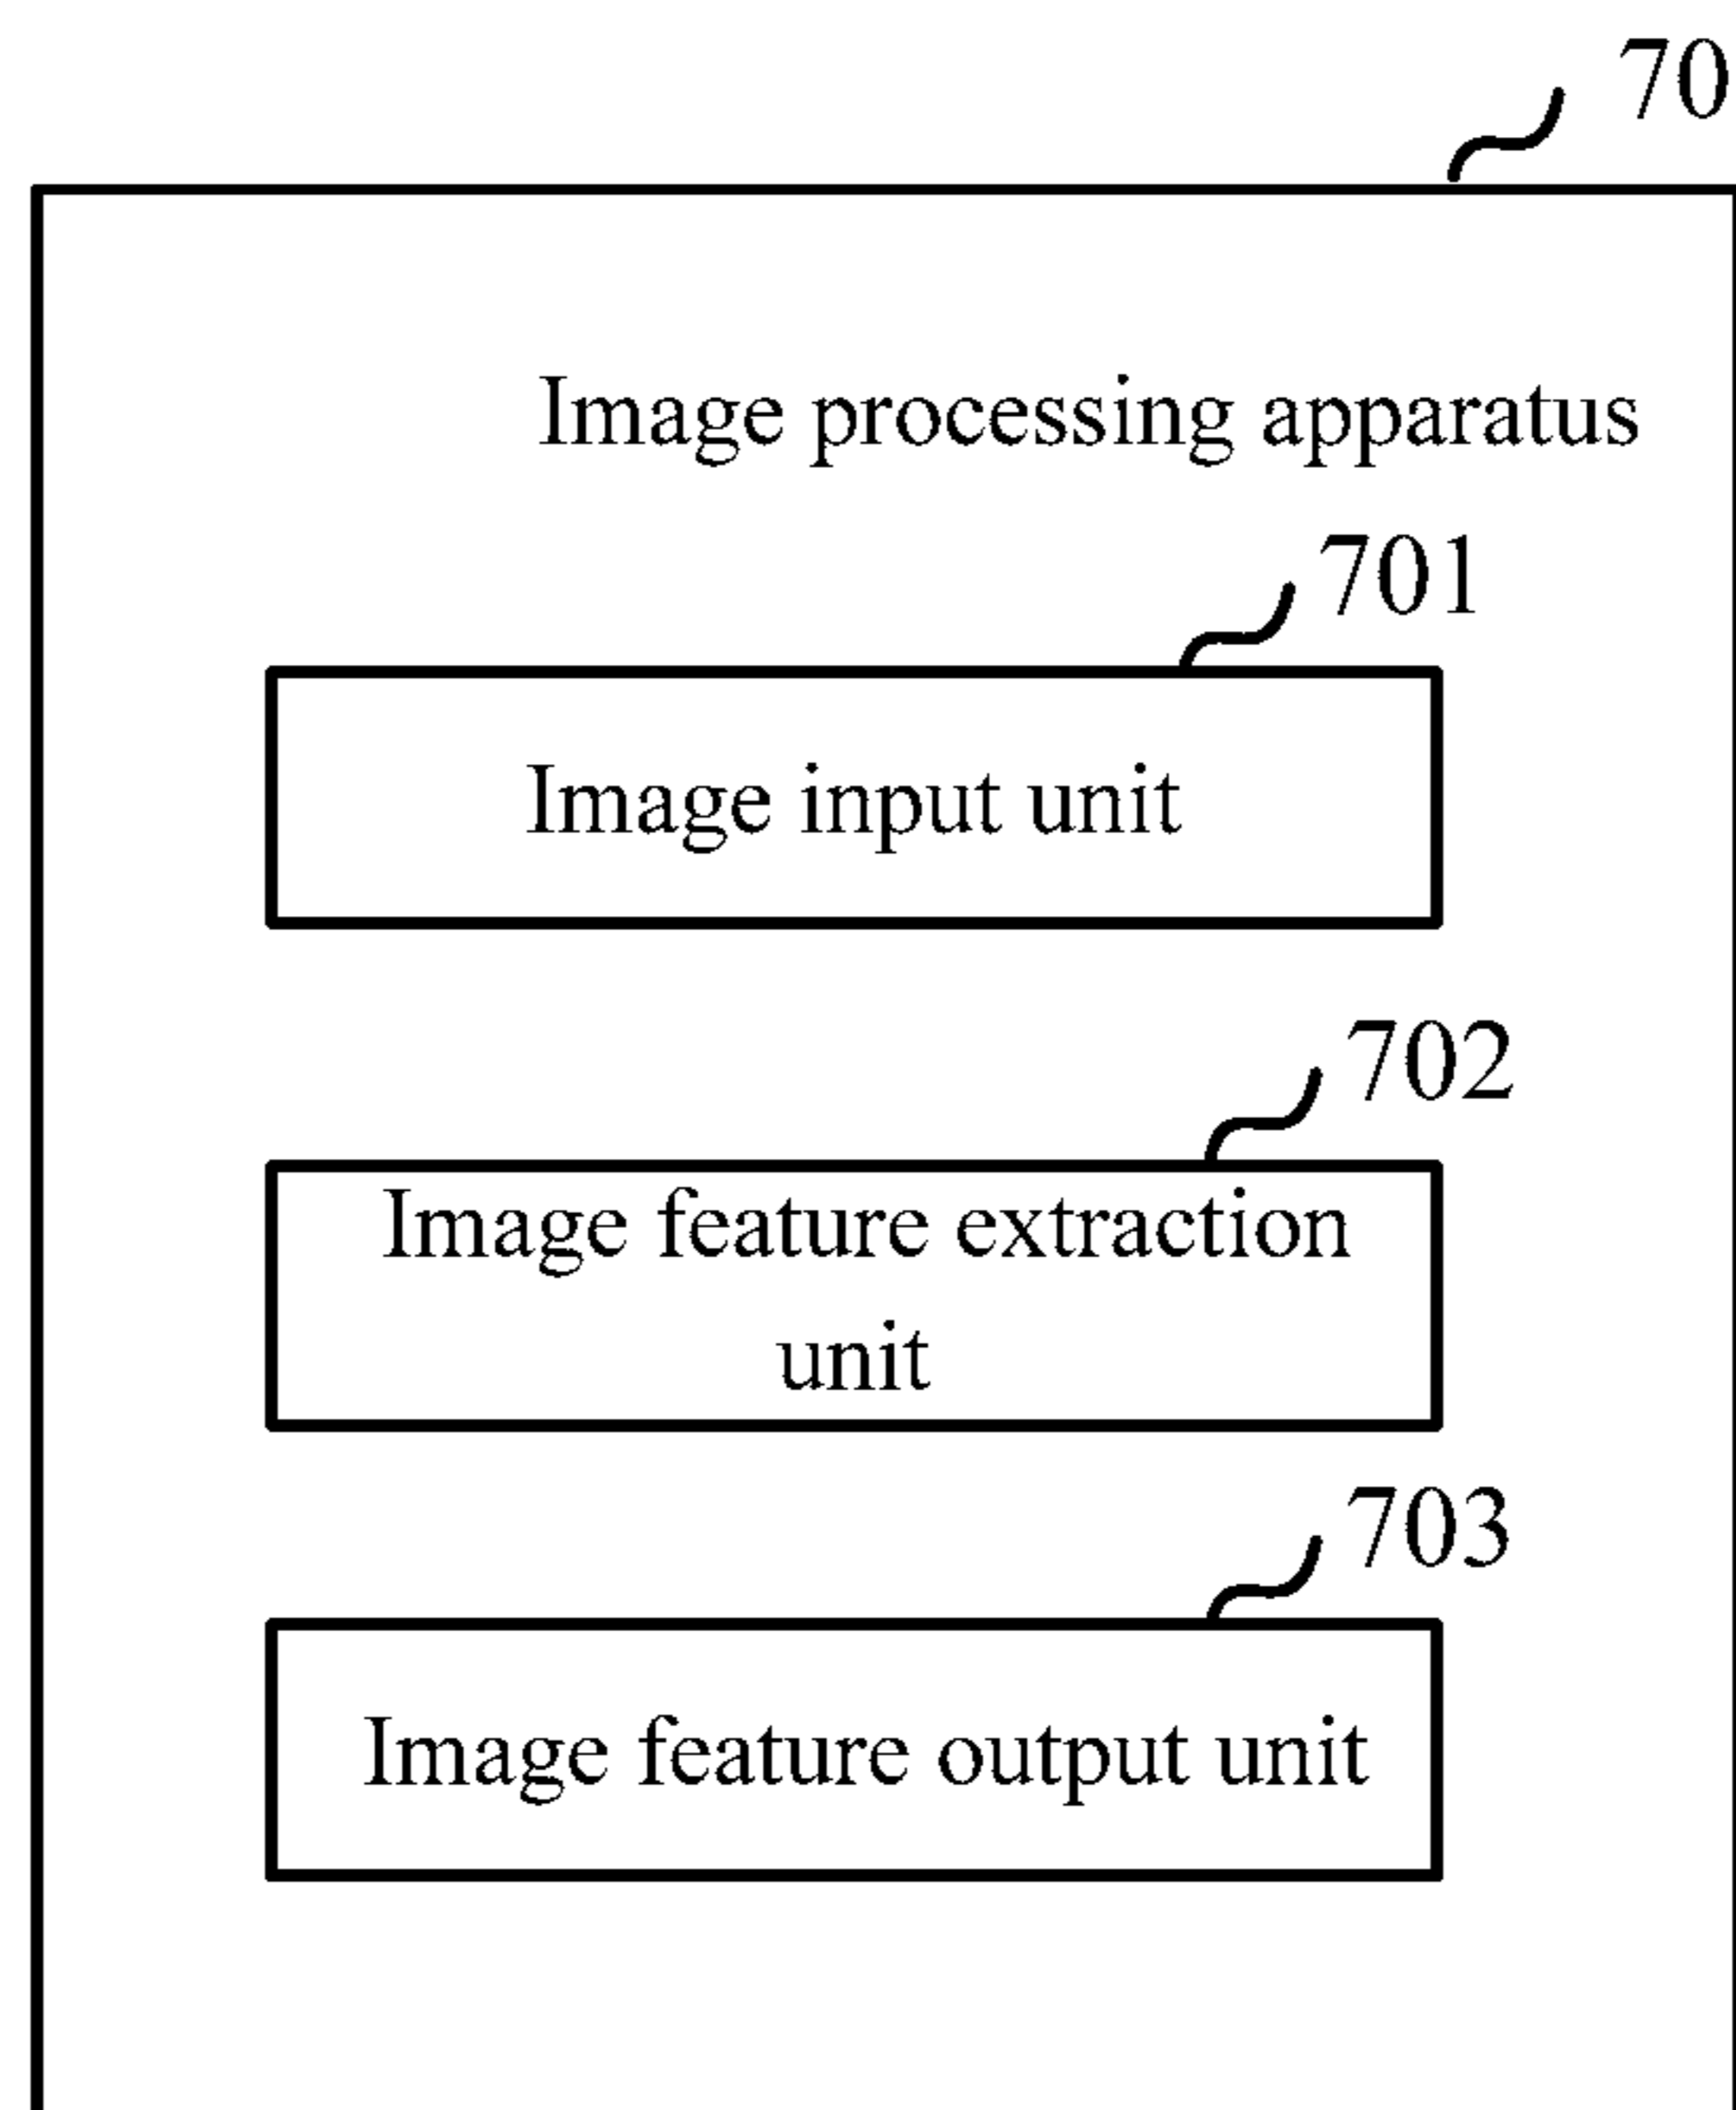 70
Image processing apparatus
701
Image input unit
702
Image feature extraction
unit
703
Image feature output unit